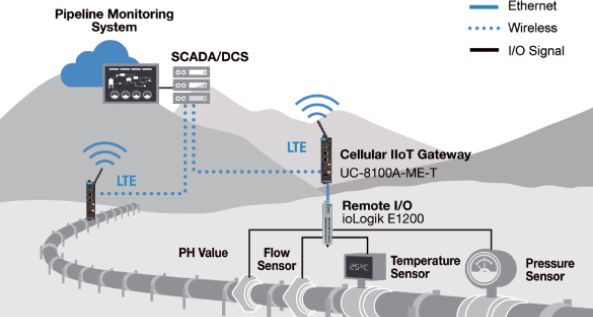 Pipeline Monitoring
System
SCADA/DCS
Ethernet
Wireless
I/O Signal
LTE
LTE
Cellular IIoT Gateway
UC-8100A-ME-T
Remote I/O
ioLogik E1200
PH Value
Flow
Sensor
25°C
Temperature
Sensor
Pressure
Sensor